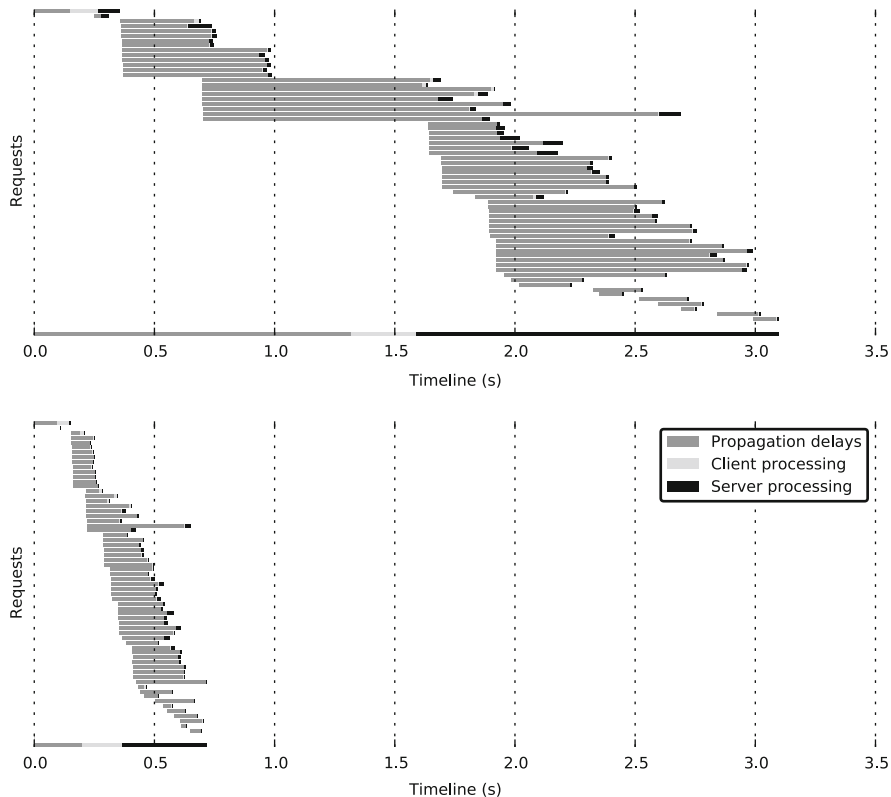 Requests
0.0 0.5 1.0 1.5 2.0 2.5 3.0 3.5
Timeline (s)
Propagation delays
Client processing
Server processing
Requests
0.0 0.5 1.0 1.5 2.0 2.5 3.0 3.5
Timeline (s)